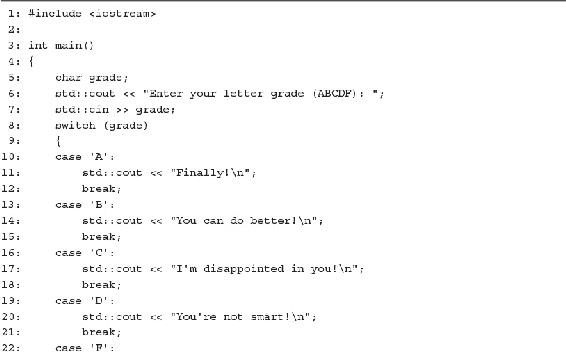 1: #include <iostream>
2:
3: int main()
4: {
5: char grade;
6: std::cout << "Enter your letter grade (ABCDF): ";
7: std::cin >> grade;
8: switch (grade)
9: {
10: case 'A':
11: std::cout << "Finally!\n";
12: break;
13: case 'B':
14: std::cout << "You can do better!\n";
15: break;
16: case 'C':
17: std::cout << "I'm disappointed in you!\n";
18: break;
19: case 'D':
20: std::cout << "You're not smart!\n";
21: break;
22: case 'F':